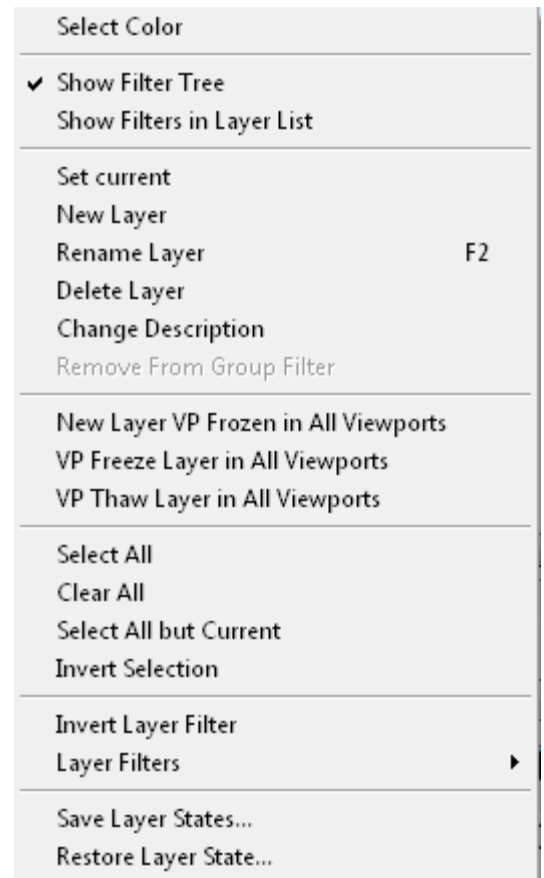 Select Color
Show Filter Tree
Show Filters in Layer List
Set current
New Layer
Rename Layer F2
Delete Layer
Change Description
Remove From Group Filter
New Layer VP Frozen in All Viewports
VP Freeze Layer in All Viewports
VP Thaw Layer in All Viewports
Select All
Clear All
Select All but Current
Invert Selection
Invert Layer Filter
Layer Filters
Save Layer States...
Restore Layer State...